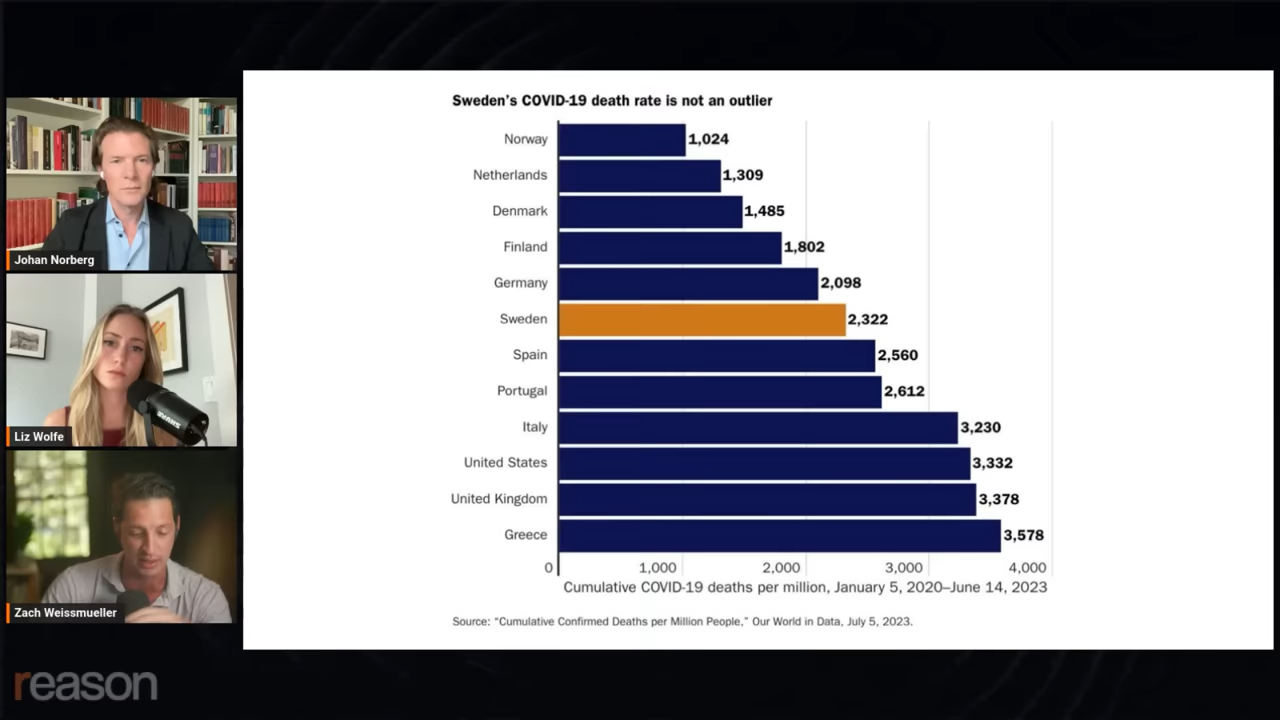 Sweden's COVID-19 death rate is not an outlier
Norway 1,024
Netherlands 1,309
Denmark 1,485
Finland 1,802
Germany 2,098
Sweden 2,322
Spain 2,560
Portugal 2,612
Italy 3,230
United States 3,332
United Kingdom 3,378
Greece 3,578
0 1,000 2,000 3,000 4,000
Cumulative COVID-19 deaths per million, January 5, 2020–June 14, 2023
Source: “Cumulative Confirmed Deaths per Million People,” Our World in Data, July 5, 2023.
Johan Norberg
Liz Wolfe
SHURE
Zach Weissmueller
reason